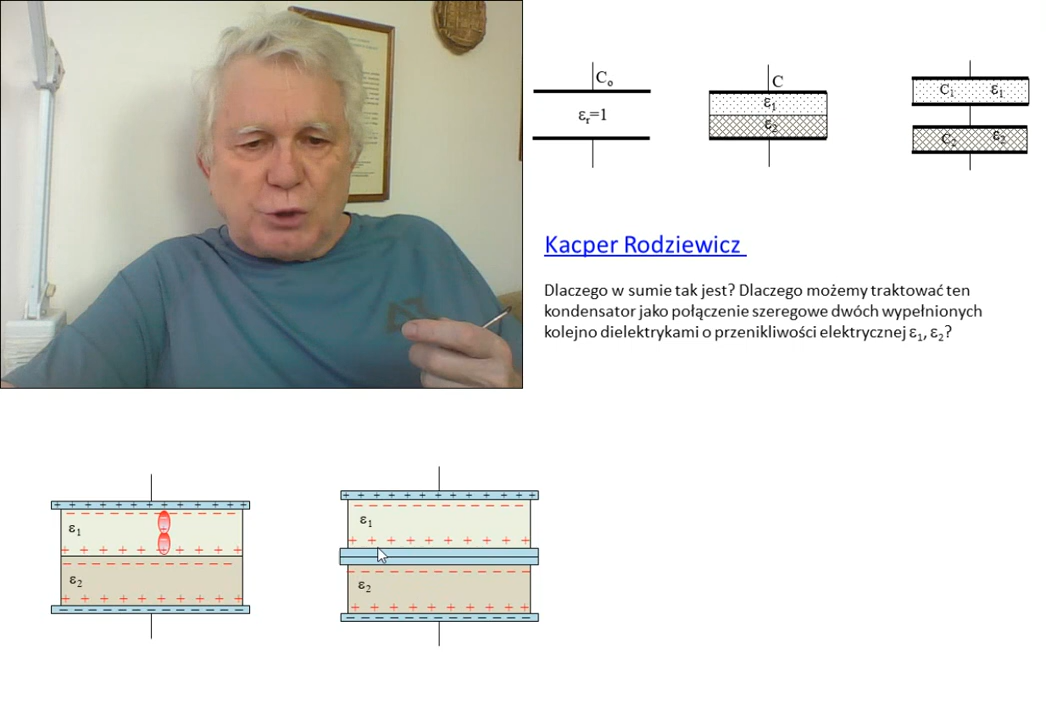 Cₒ
εᵣ=1
C
ε₁
ε₂
C₁ ε₁
C₂ ε₂
Kacper Rodziewicz
Dlaczego w sumie tak jest? Dlaczego możemy traktować ten
kondensator jako połączenie szeregowe dwóch wypełnionych
kolejno dielektrykami o przenikliwości elektrycznej ε₁, ε₂?
+ + + + + + + + + +
− − − − − − − − − −
ε₁
+ + + + + + + +
− − − − − − − − − −
ε₂
+ + + + + + + +
− − − − − − − − − −
+ + + + + + + + + +
− − − − − − − − − −
ε₁
+ + + + + + + +
− − − − − − − − − −
ε₂
+ + + + + + + +
− − − − − − − − − −